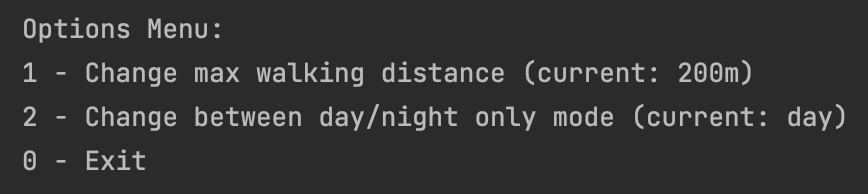 Options Menu:
1 - Change max walking distance (current: 200m)
2 - Change between day/night only mode (current: day)
0 - Exit